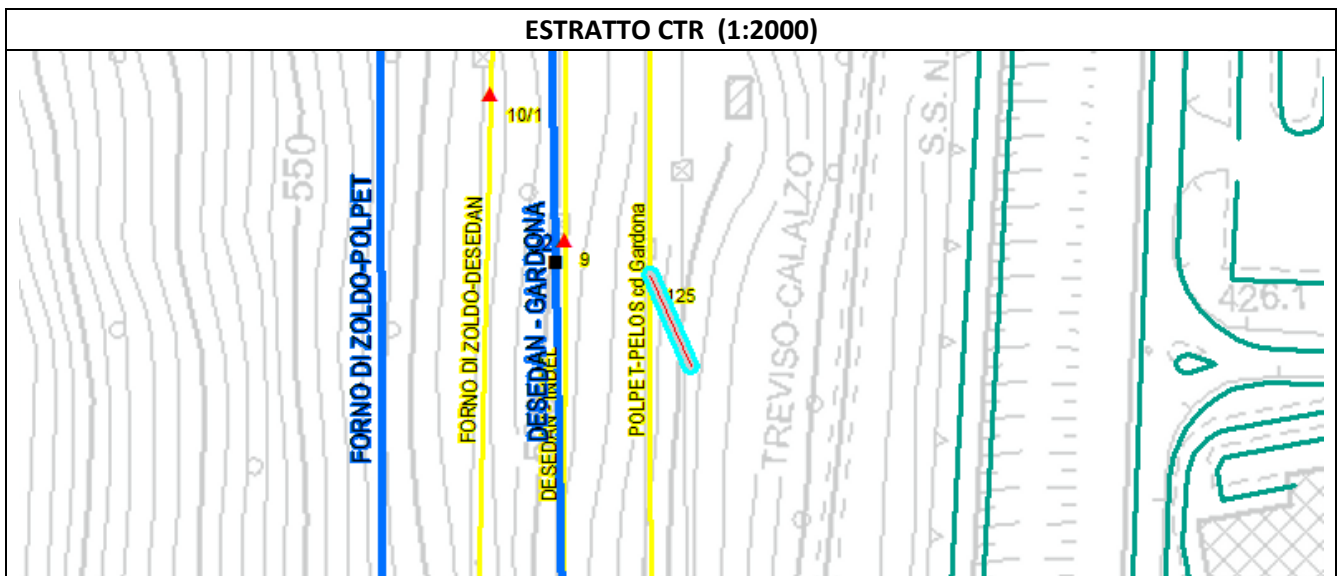 ESTRATTO CTR (1:2000)
550
FORNO DI ZOLDO-POLPET
10/1
FORNO DI ZOLDO-DESEDAN
DESEDAN - GARDONA
DESEDAN - INDEL
9
POLPET-PELOS cd Gardona
125
TREVISO-CALALZO
S.S. N.
426.1